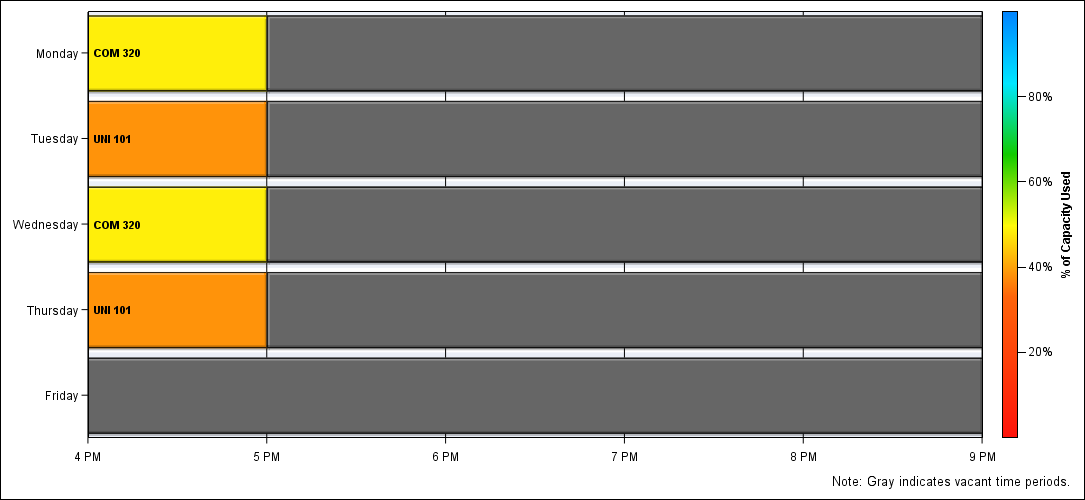 Monday
COM 320
Tuesday
UNI 101
Wednesday
COM 320
Thursday
UNI 101
Friday
4 PM 5 PM 6 PM 7 PM 8 PM 9 PM
80%
60%
40%
20%
% of Capacity Used
Note: Gray indicates vacant time periods.